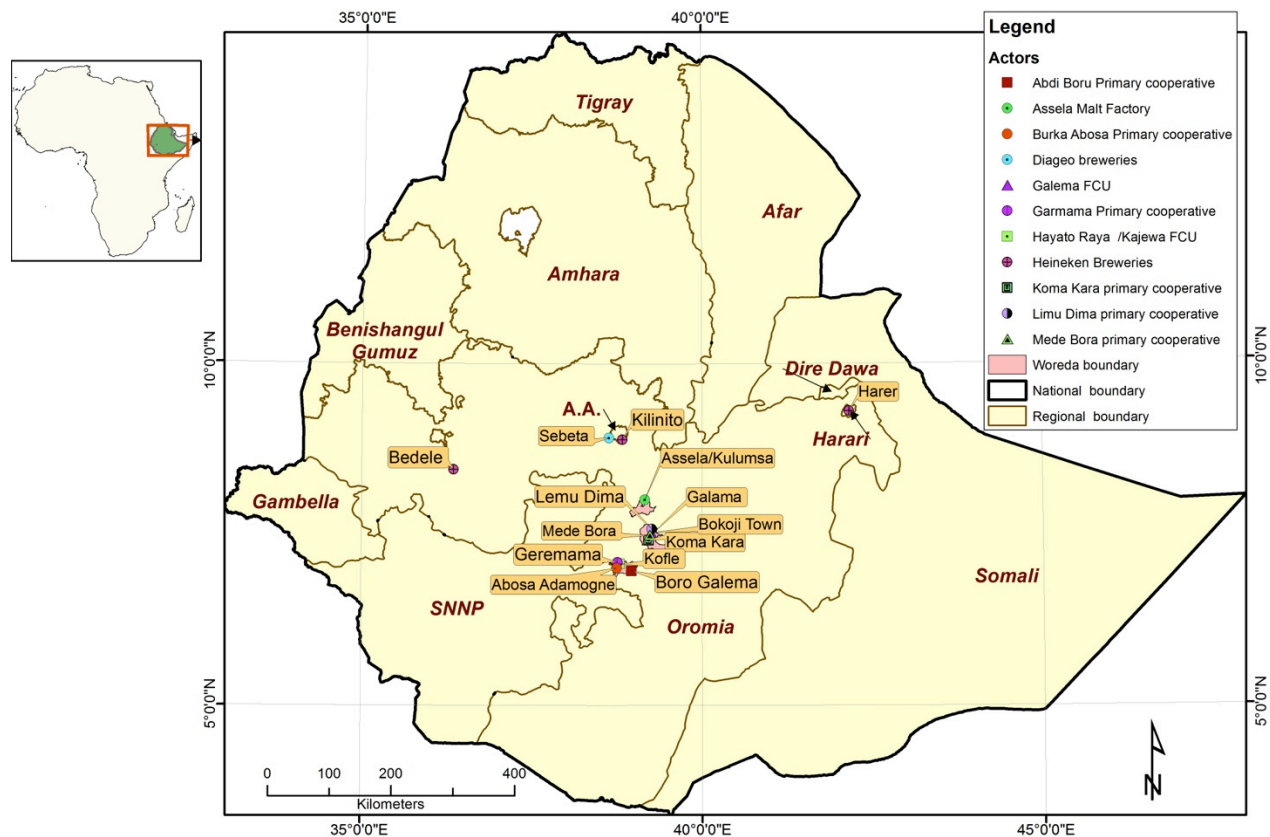 35°0'0"E
40°0'0"E
Legend
Actors
Abdi Boru Primary cooperative
Assela Malt Factory
Burka Abosa Primary cooperative
Diageo breweries
Galema FCU
Garmama Primary cooperative
Hayato Raya /Kajewa FCU
Heineken Breweries
Koma Kara primary cooperative
Limu Dima primary cooperative
Mede Bora primary cooperative
Woreda boundary
National boundary
Regional boundary
Tigray
Afar
Amhara
Benishangul
Gumuz
10°0'0"N
10°0'0"N
Dire Dawa
Harer
A.A.
Kilinito
Sebeta
Harari
Bedele
Assela/Kulumsa
Gambella
Lemu Dima
Galama
Mede Bora
Bokoji Town
Koma Kara
Geremama
Kofle
Abosa Adamogne
Boro Galema
Somali
SNNP
Oromia
5°0'0"N
5°0'0"N
0 100 200 400
Kilometers
N
35°0'0"E
40°0'0"E
45°0'0"E